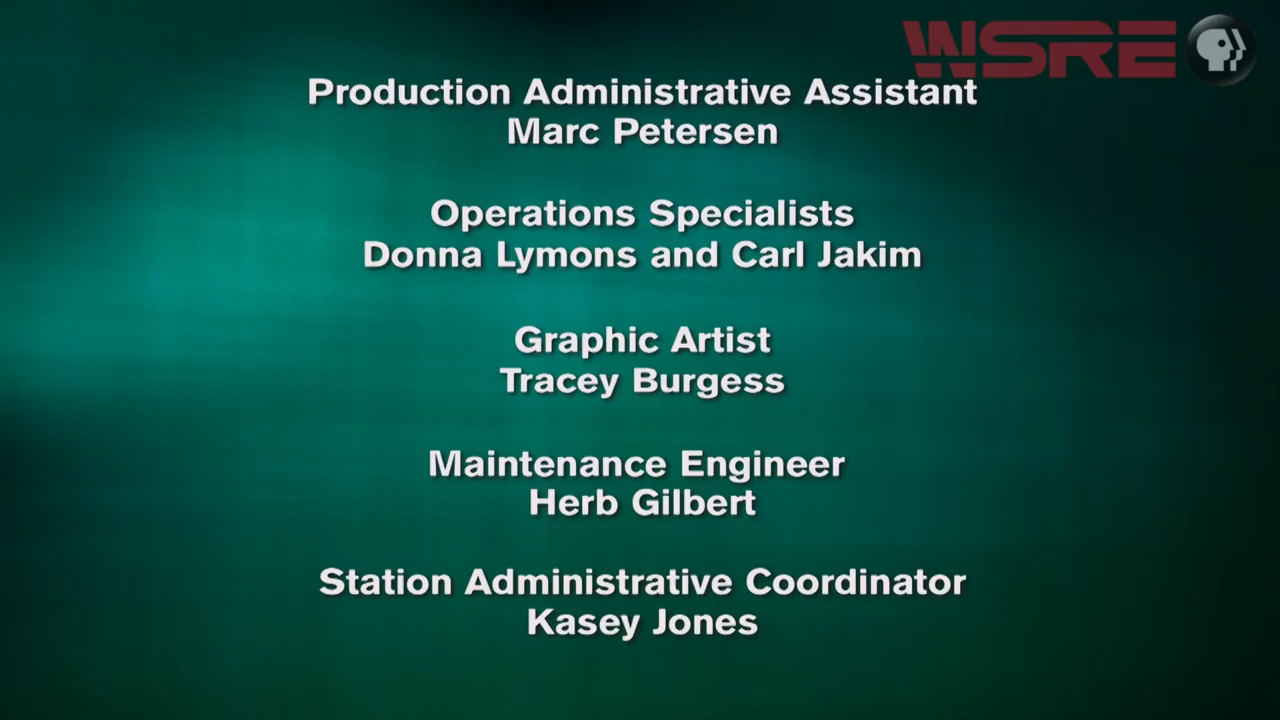 WSRE
Production Administrative Assistant
Marc Petersen
Operations Specialists
Donna Lymons and Carl Jakim
Graphic Artist
Tracey Burgess
Maintenance Engineer
Herb Gilbert
Station Administrative Coordinator
Kasey Jones